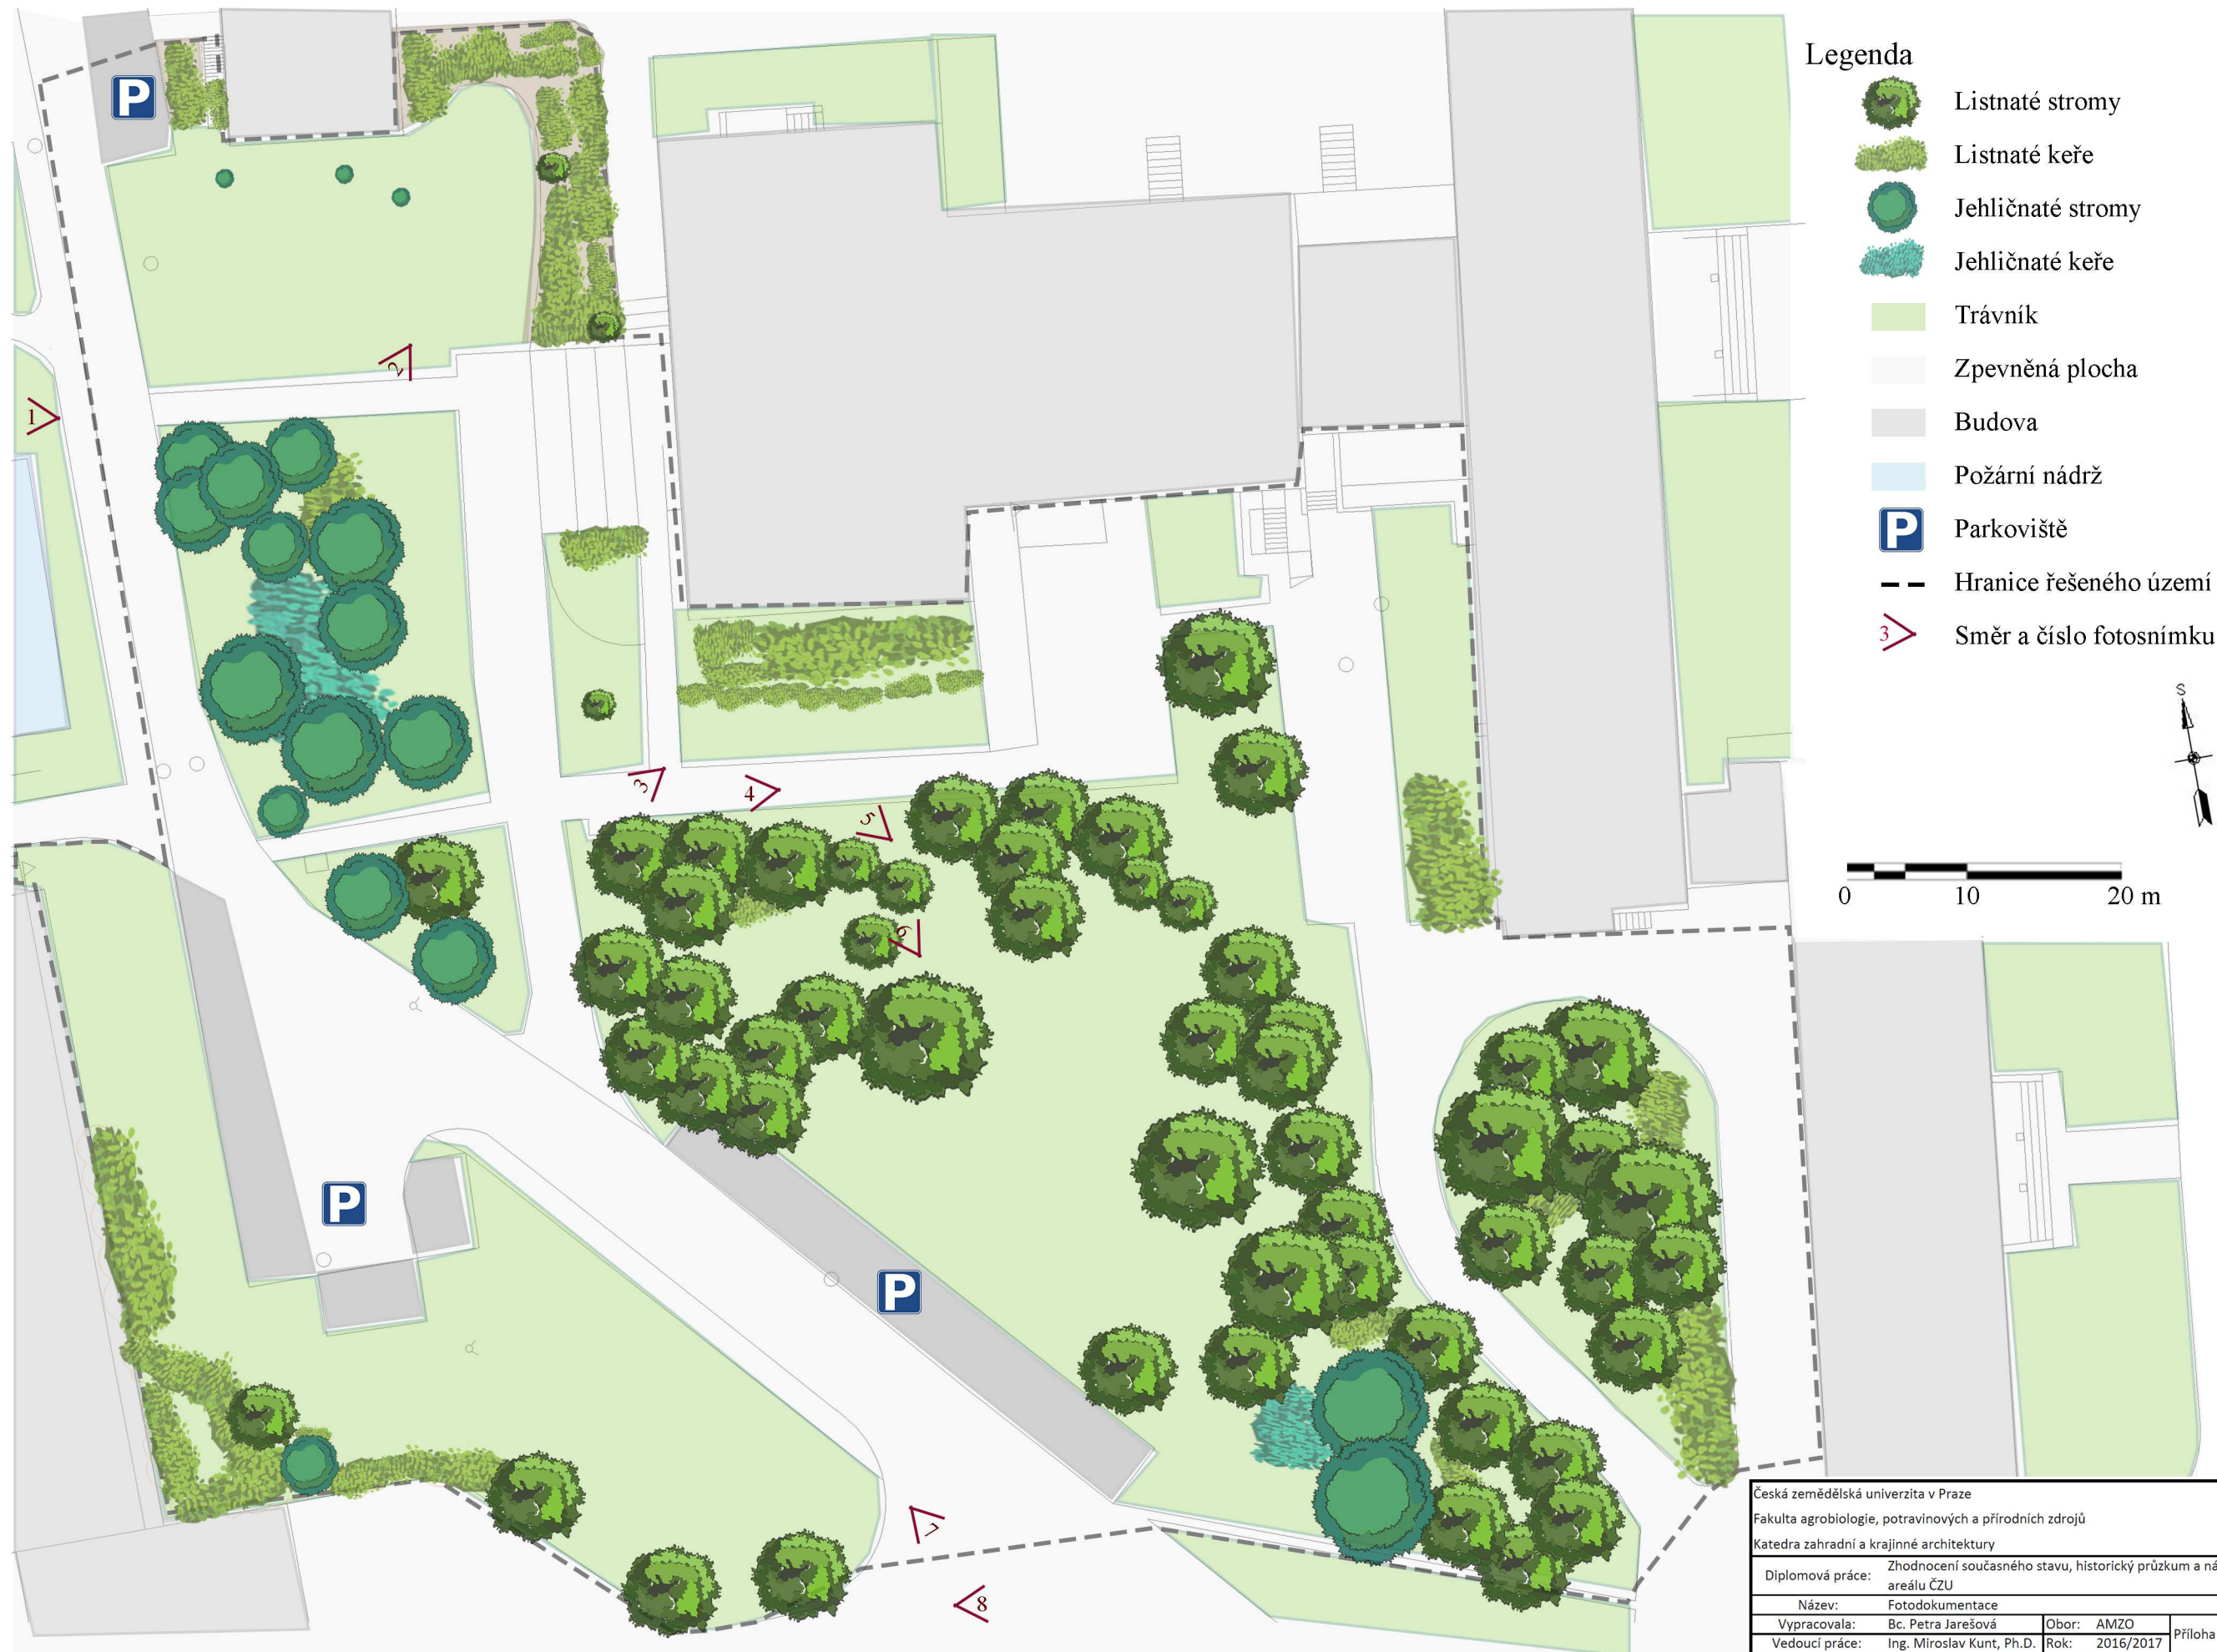 Legenda
Listnaté stromy
Listnaté keře
Jehličnaté stromy
Jehličnaté keře
Trávník
Zpevněná plocha
Budova
Požární nádrž
P Parkoviště
Hranice řešeného území
3 Směr a číslo fotosnímku
S
0 10 20 m
P
2
1
3
4
5
6
P
P
7
8
Česká zemědělská univerzita v Praze
Fakulta agrobiologie, potravinových a přírodních zdrojů
Katedra zahradní a krajinné architektury
Diplomová práce: Zhodnocení současného stavu, historický průzkum a
areálu ČZU
Název: Fotodokumentace
Vypracovala: Bc. Petra Jarešová Obor: AMZO
Příloha
Vedoucí práce: Ing. Miroslav Kunt, Ph.D. Rok: 2016/2017